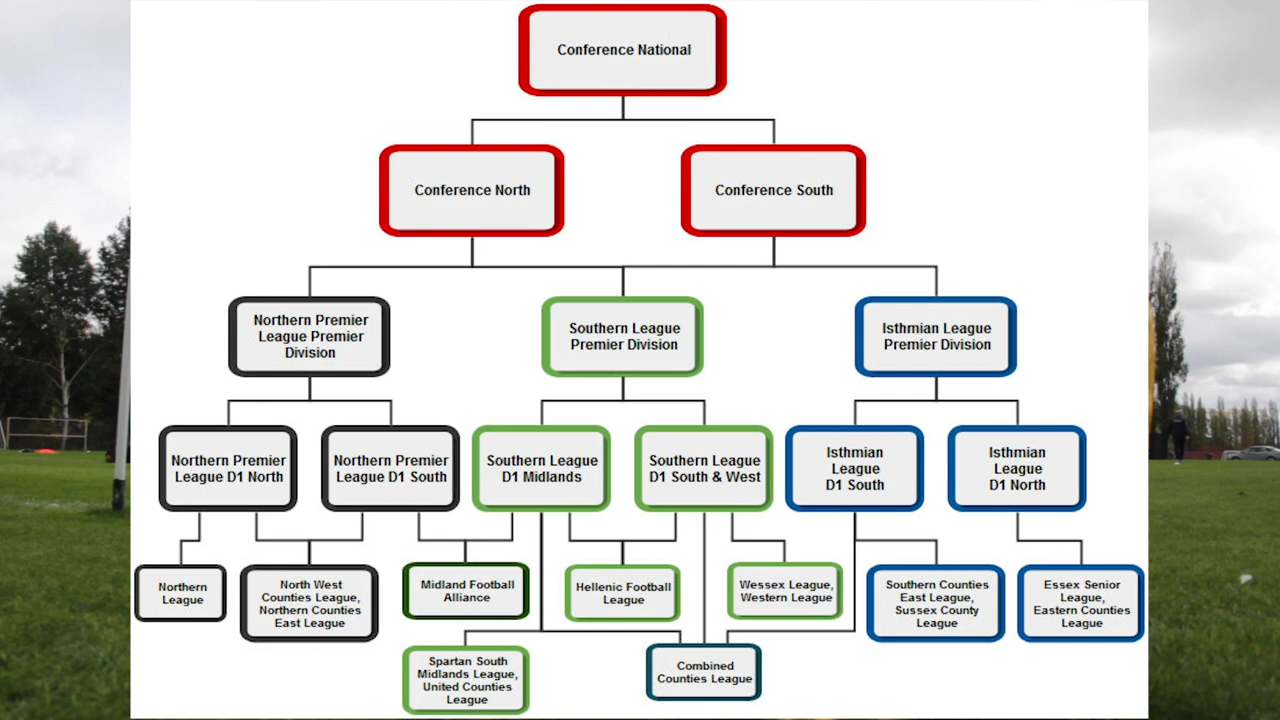 Conference National
Conference North
Conference South
Northern Premier
League Premier
Division
Southern League
Premier Division
Isthmian League
Premier Division
Northern Premier
League D1 North
Northern Premier
League D1 South
Southern League
D1 Midlands
Southern League
D1 South & West
Isthmian
League
D1 South
Isthmian
League
D1 North
Northern
League
North West
Counties League,
Northern Counties
East League
Midland Football
Alliance
Hellenic Football
League
Wessex League,
Western League
Southern Counties
East League,
Sussex County
League
Essex Senior
League,
Eastern Counties
League
Spartan South
Midlands League,
United Counties
League
Combined
Counties League